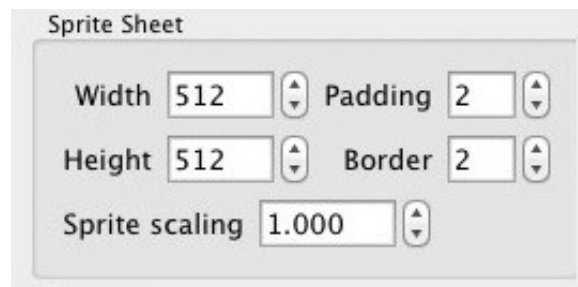 Sprite Sheet
Width 512 Padding 2
Height 512 Border 2
Sprite scaling 1.000